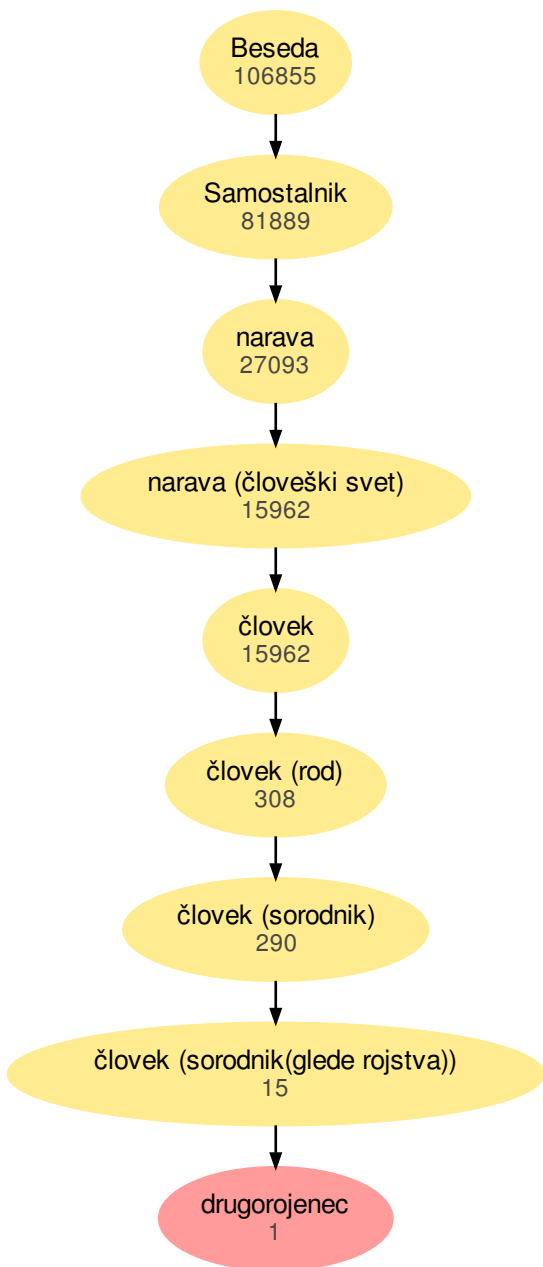 Beseda
106855
Samostalnik
81889
narava
27093
narava (človeški svet)
15962
človek
15962
človek (rod)
308
človek (sorodnik)
290
človek (sorodnik(glede rojstva))
15
drugorojenec
1